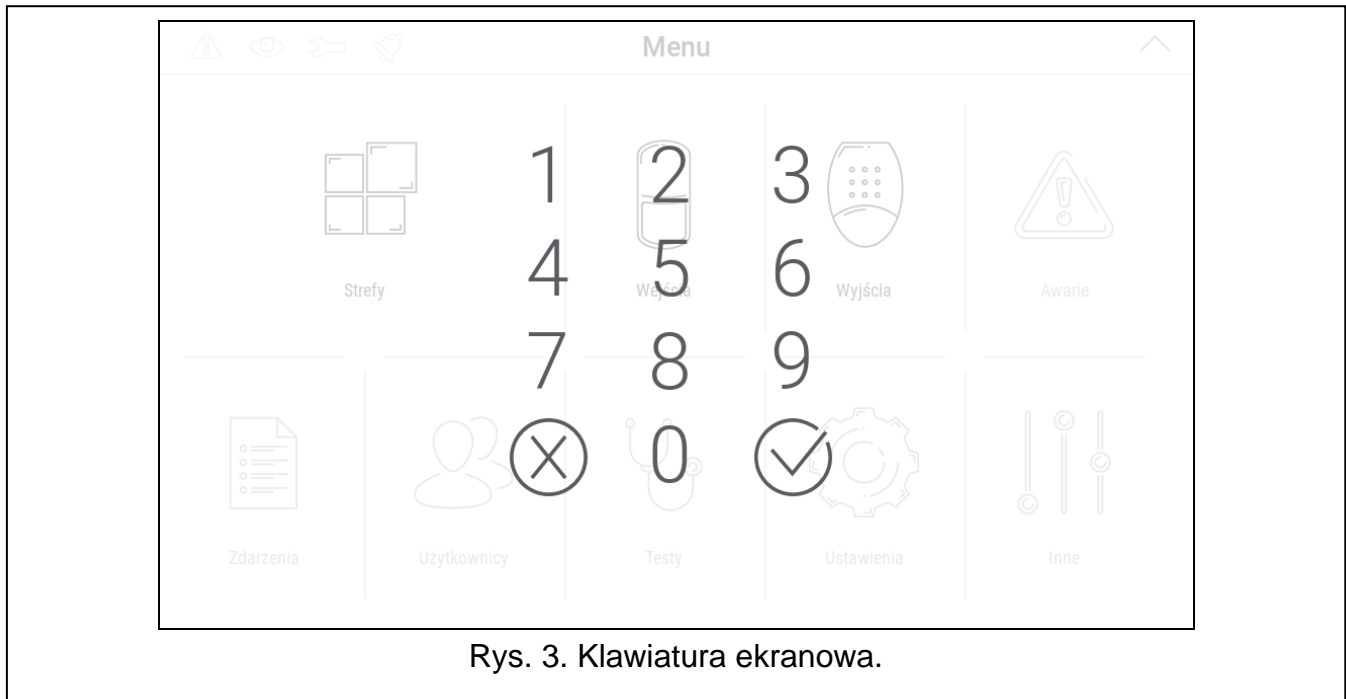 Menu
1 2 3
4 5 6
Strefy Wejścia Wyjścia Awarie
7 8 9
0
Zdarzenia Użytkownicy Testy Ustawienia Inne
Rys. 3. Klawiatura ekranowa.